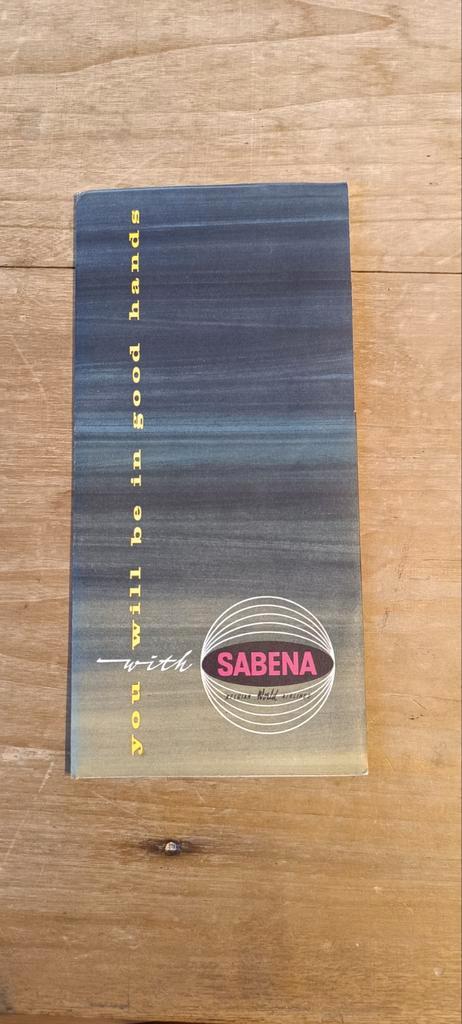 you will be in good hands
with
SABENA
BELGIAN World AIRLINES